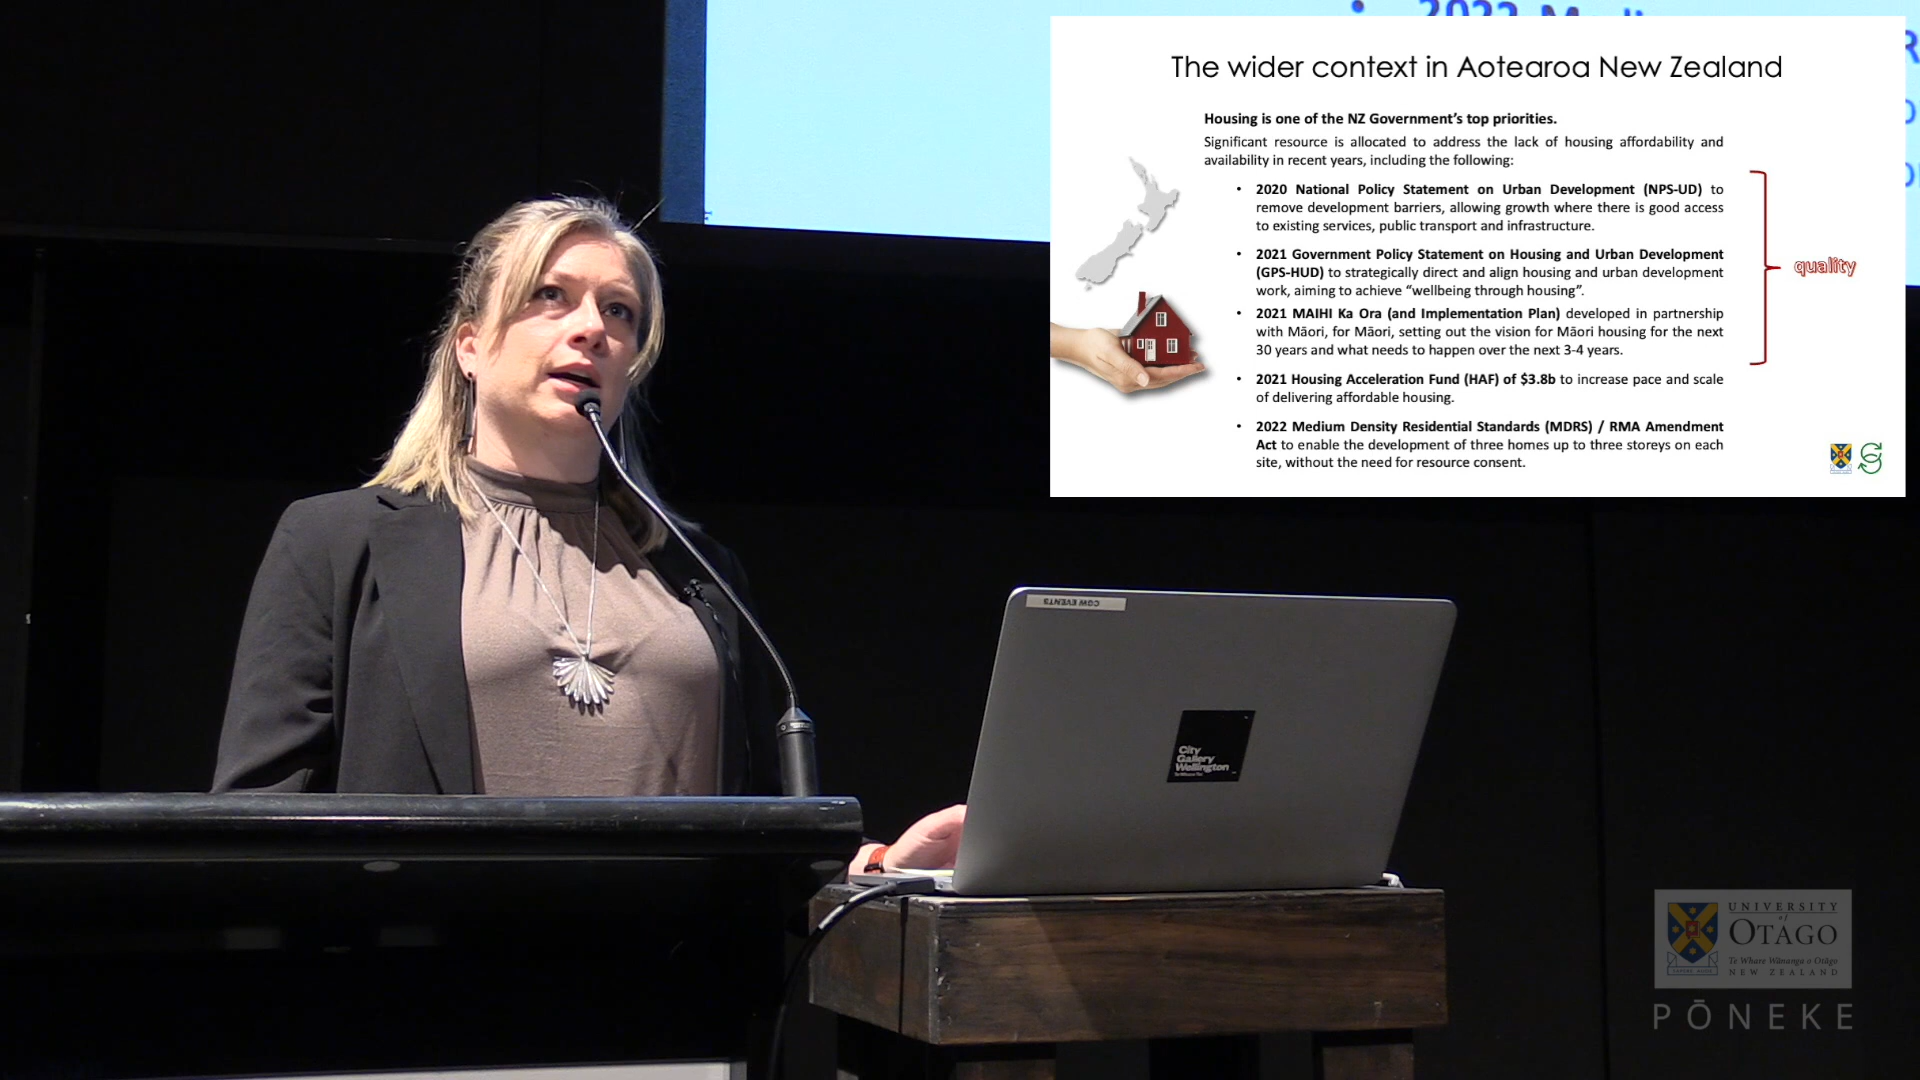 2022 Medi
The wider context in Aotearoa New Zealand
Housing is one of the NZ Government’s top priorities.
Significant resource is allocated to address the lack of housing affordability and
availability in recent years, including the following:
• 2020 National Policy Statement on Urban Development (NPS-UD) to
remove development barriers, allowing growth where there is good access
to existing services, public transport and infrastructure.
• 2021 Government Policy Statement on Housing and Urban Development
(GPS-HUD) to strategically direct and align housing and urban development
work, aiming to achieve “wellbeing through housing”.
• 2021 MAIHI Ka Ora (and Implementation Plan) developed in partnership
with Māori, for Māori, setting out the vision for Māori housing for the next
30 years and what needs to happen over the next 3-4 years.
• 2021 Housing Acceleration Fund (HAF) of $3.8b to increase pace and scale
of delivering affordable housing.
• 2022 Medium Density Residential Standards (MDRS) / RMA Amendment
Act to enable the development of three homes up to three storeys on each
site, without the need for resource consent.
quality
CGW EVENTS
City
Gallery
Wellington
Te Whare Toi
UNIVERSITY
of
OTAGO
Te Whare Wānanga o Otāgo
NEW ZEALAND
PŌNEKE